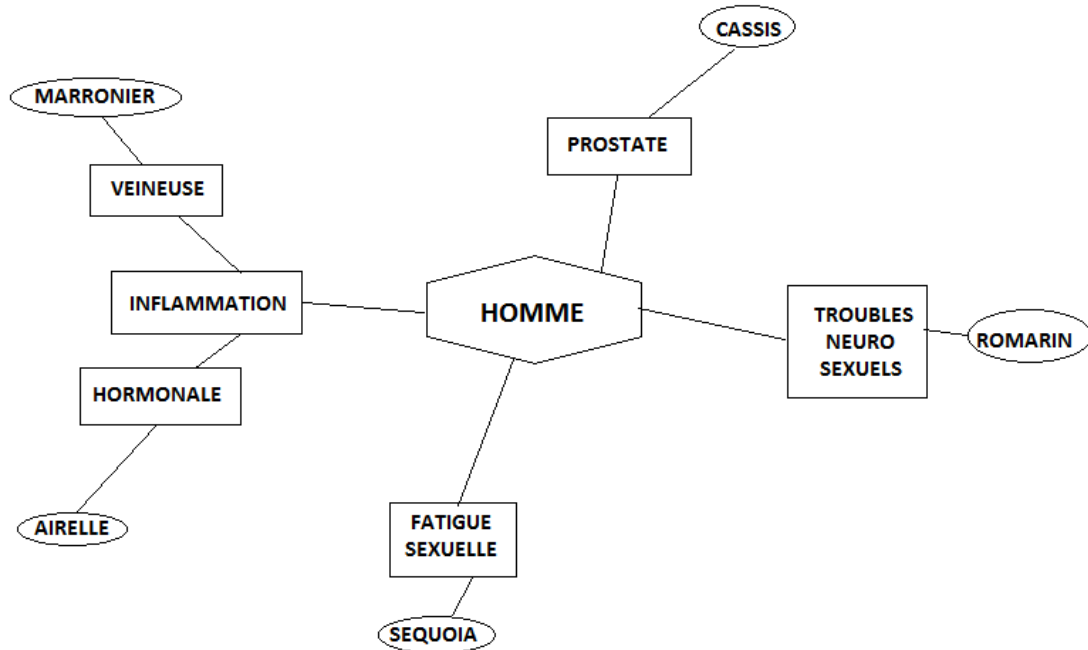 CASSIS
MARRONIER
PROSTATE
VEINEUSE
INFLAMMATION
HOMME
TROUBLES
NEURO
SEXUELS
ROMARIN
HORMONALE
AIRELLE
FATIGUE
SEXUELLE
SEQUOIA